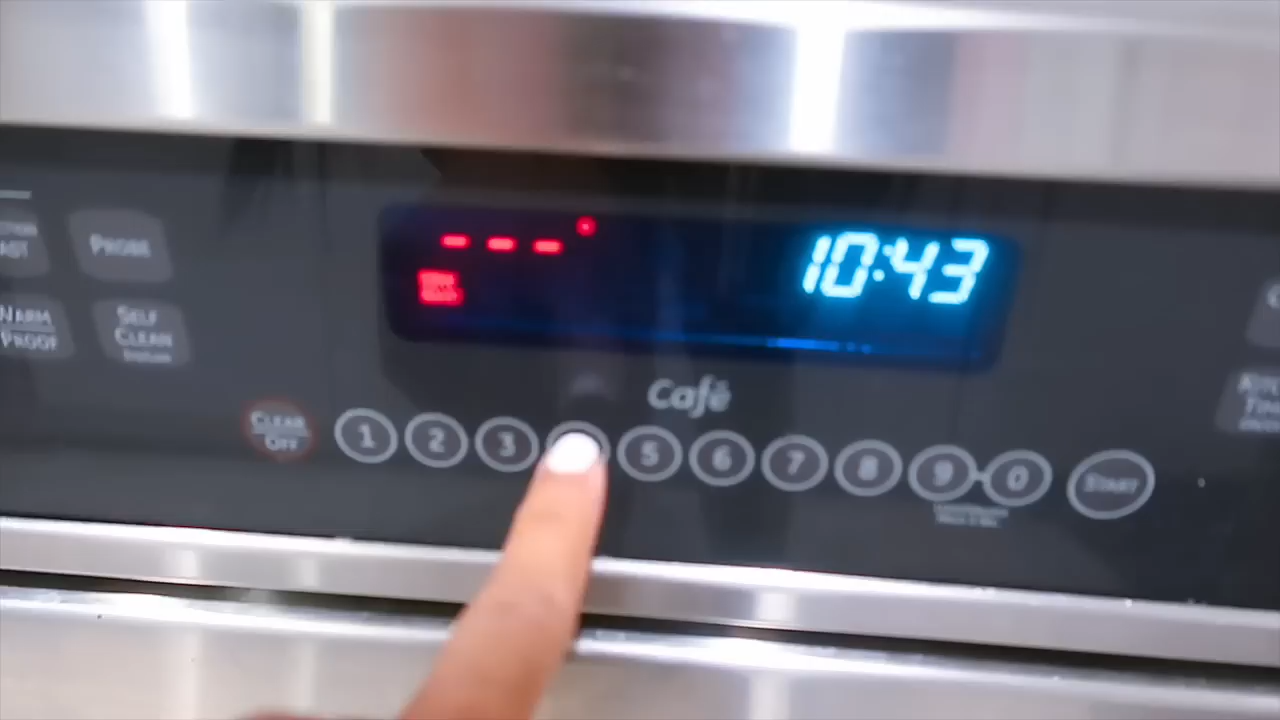 PROBE
WARM
PROOF
SELF
CLEAN
10:43
Café
CLEAR
OFF
1 2 3 5 6 7 8 9 0
START